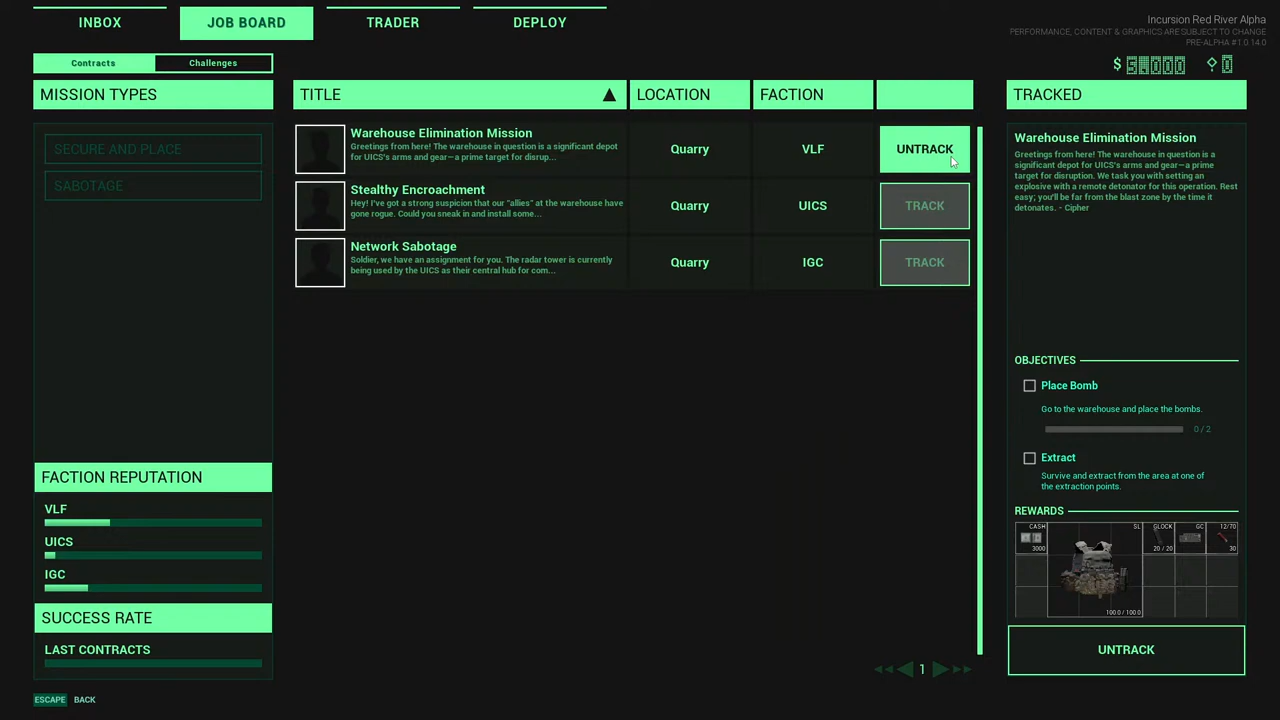 INBOX
JOB BOARD
TRADER
DEPLOY
Incursion Red River Alpha
PERFORMANCE, CONTENT & GRAPHICS ARE SUBJECT TO CHANGE
PRE-ALPHA #1.0.14.0
Contracts
Challenges
$
MISSION TYPES
TITLE
LOCATION
FACTION
TRACKED
SECURE AND PLACE
SABOTAGE
Warehouse Elimination Mission
Greetings from here! The warehouse in question is a significant depot
for UICS's arms and gear—a prime target for disrup...
Quarry
VLF
UNTRACK
Stealthy Encroachment
Hey! I've got a strong suspicion that our "allies" at the warehouse have
gone rogue. Could you sneak in and install some...
Quarry
UICS
TRACK
Network Sabotage
Soldier, we have an assignment for you. The radar tower is currently
being used by the UICS as their central hub for com...
Quarry
IGC
TRACK
Warehouse Elimination Mission
Greetings from here! The warehouse in question is a
significant depot for UICS's arms and gear—a prime
target for disruption. We task you with setting an
explosive with a remote detonator for this operation. Rest
easy; you'll be far from the blast zone by the time it
detonates. - Cipher
OBJECTIVES
Place Bomb
Go to the warehouse and place the bombs.
0 / 2
Extract
Survive and extract from the area at one of
the extraction points.
REWARDS
CASH
3000
SL
100.0 / 100.0
GLOCK
20 / 20
GC
12/70
30
UNTRACK
FACTION REPUTATION
VLF
UICS
IGC
SUCCESS RATE
LAST CONTRACTS
1
ESCAPE BACK